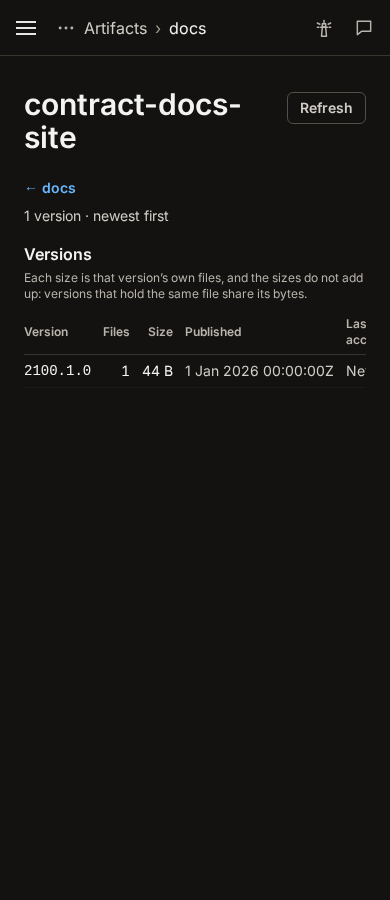 Artifacts › docs
contract-docs-
site
Refresh
← docs
1 version · newest first
Versions
Each size is that version’s own files, and the sizes do not add
up: versions that hold the same file share its bytes.
Version Files Size Published
2100.1.0 1 44 B 1 Jan 2026 00:00:00Z